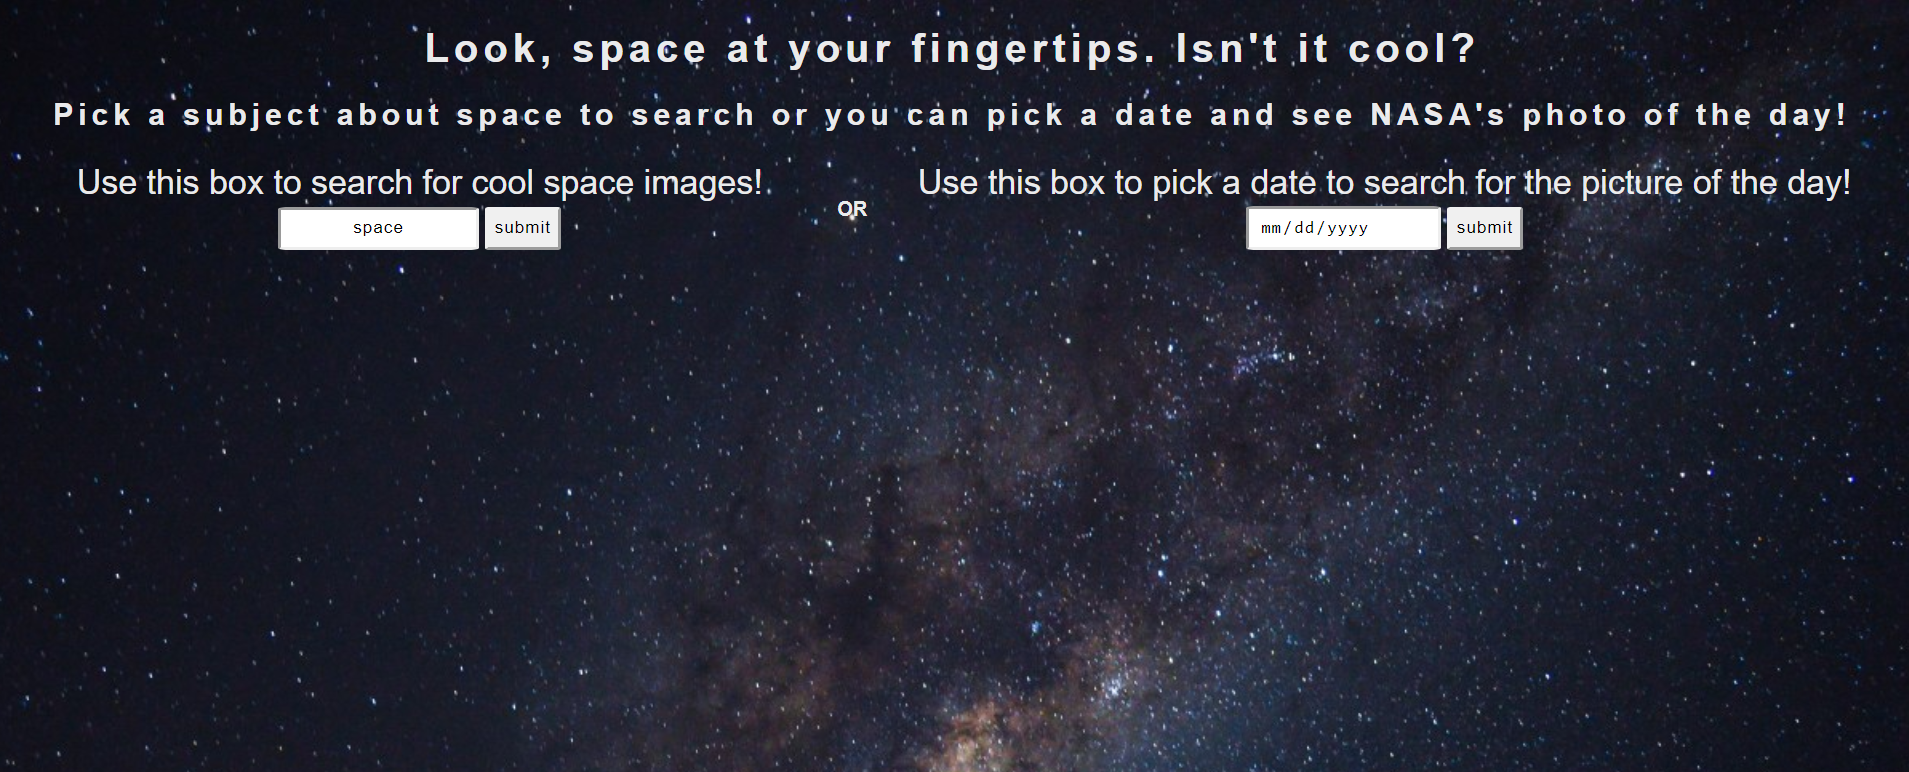 Look, space at your fingertips. Isn't it cool?
Pick a subject about space to search or you can pick a date and see NASA's photo of the day!
Use this box to search for cool space images!
space submit
OR
Use this box to pick a date to search for the picture of the day!
mm/dd/yyyy submit